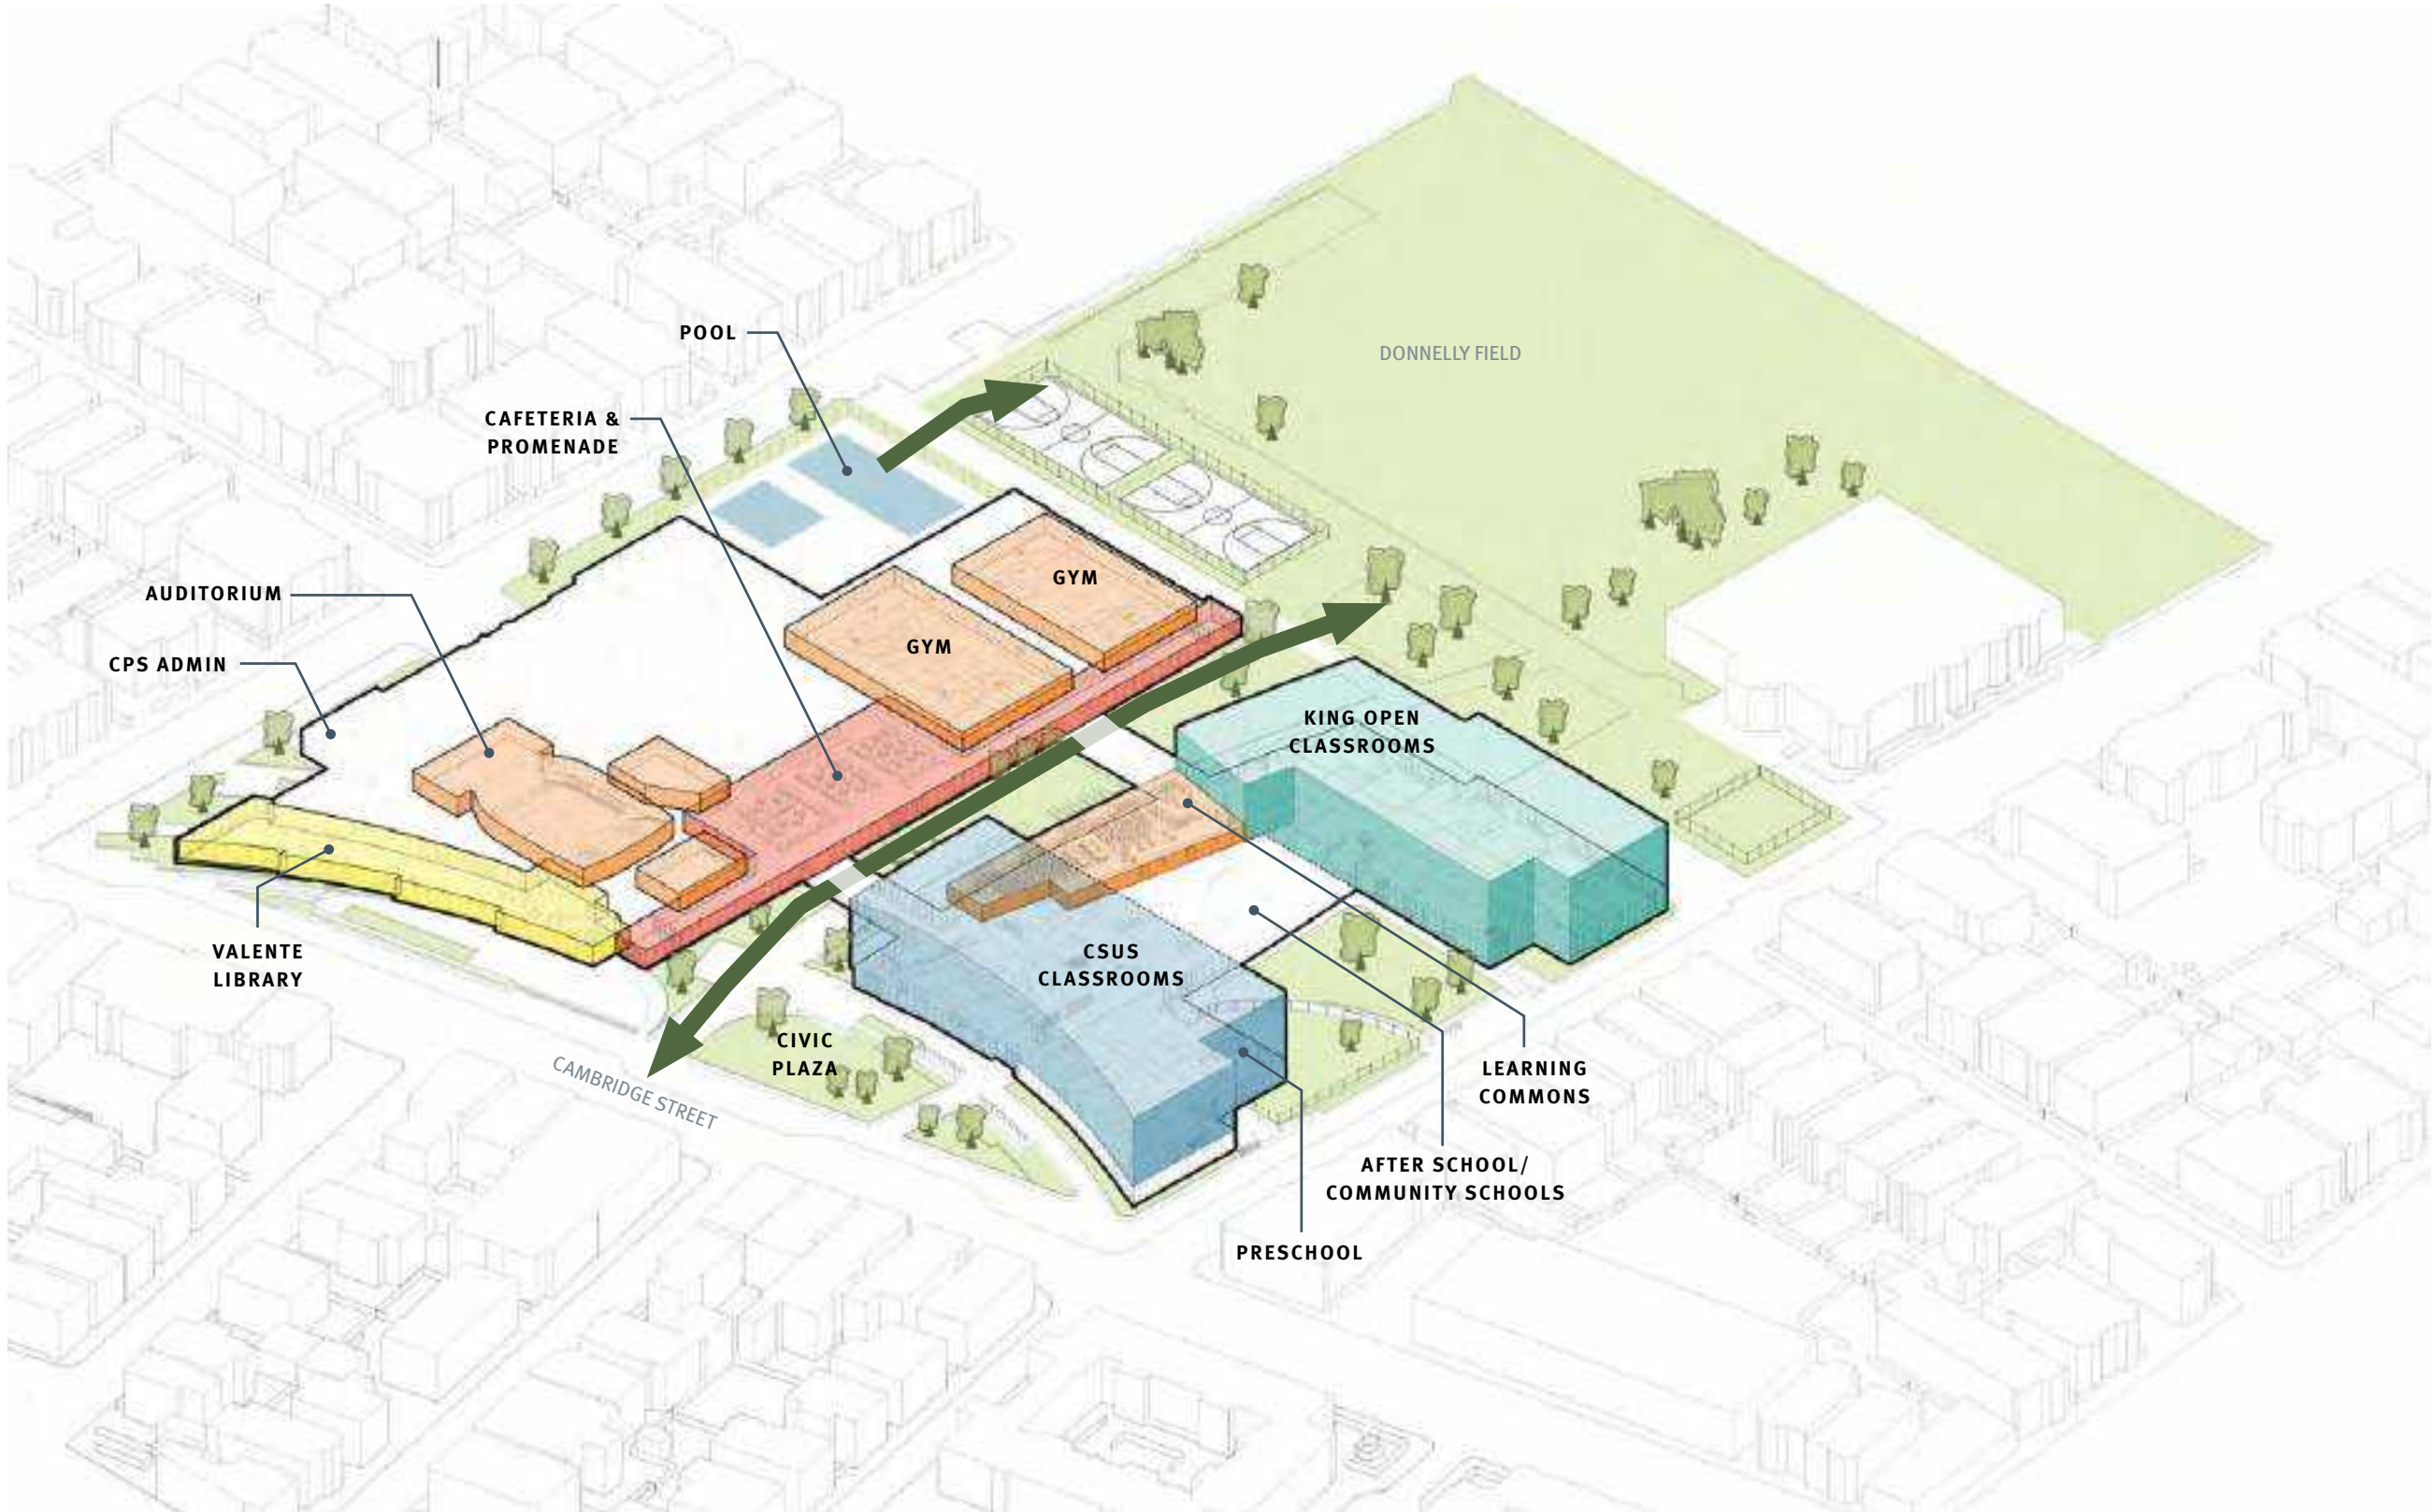 POOL
DONNELLY FIELD
CAFETERIA &
PROMENADE
GYM
AUDITORIUM
GYM
CPS ADMIN
KING OPEN
CLASSROOMS
VALENTE
LIBRARY
CSUS
CLASSROOMS
CIVIC
PLAZA
CAMBRIDGE STREET
LEARNING
COMMONS
AFTER SCHOOL/
COMMUNITY SCHOOLS
PRESCHOOL